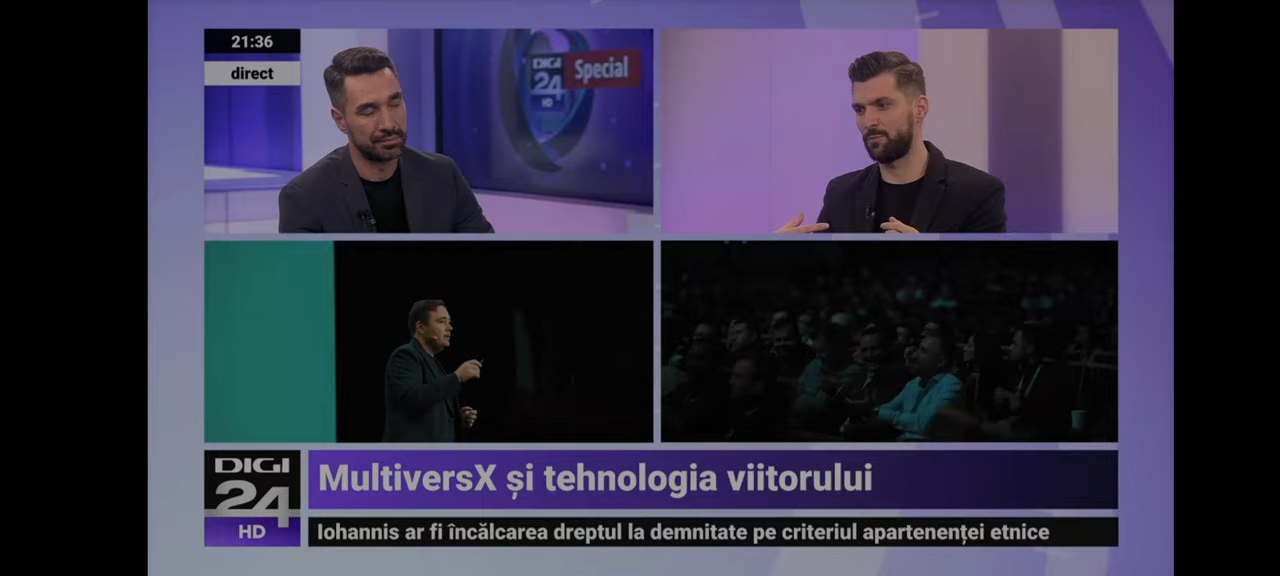 21:36
direct
DIGI
24
HD
Special
DIGI
24
HD
MultiversX și tehnologia viitorului
Iohannis ar fi încălcarea dreptul la demnitate pe criteriul apartenenței etnice